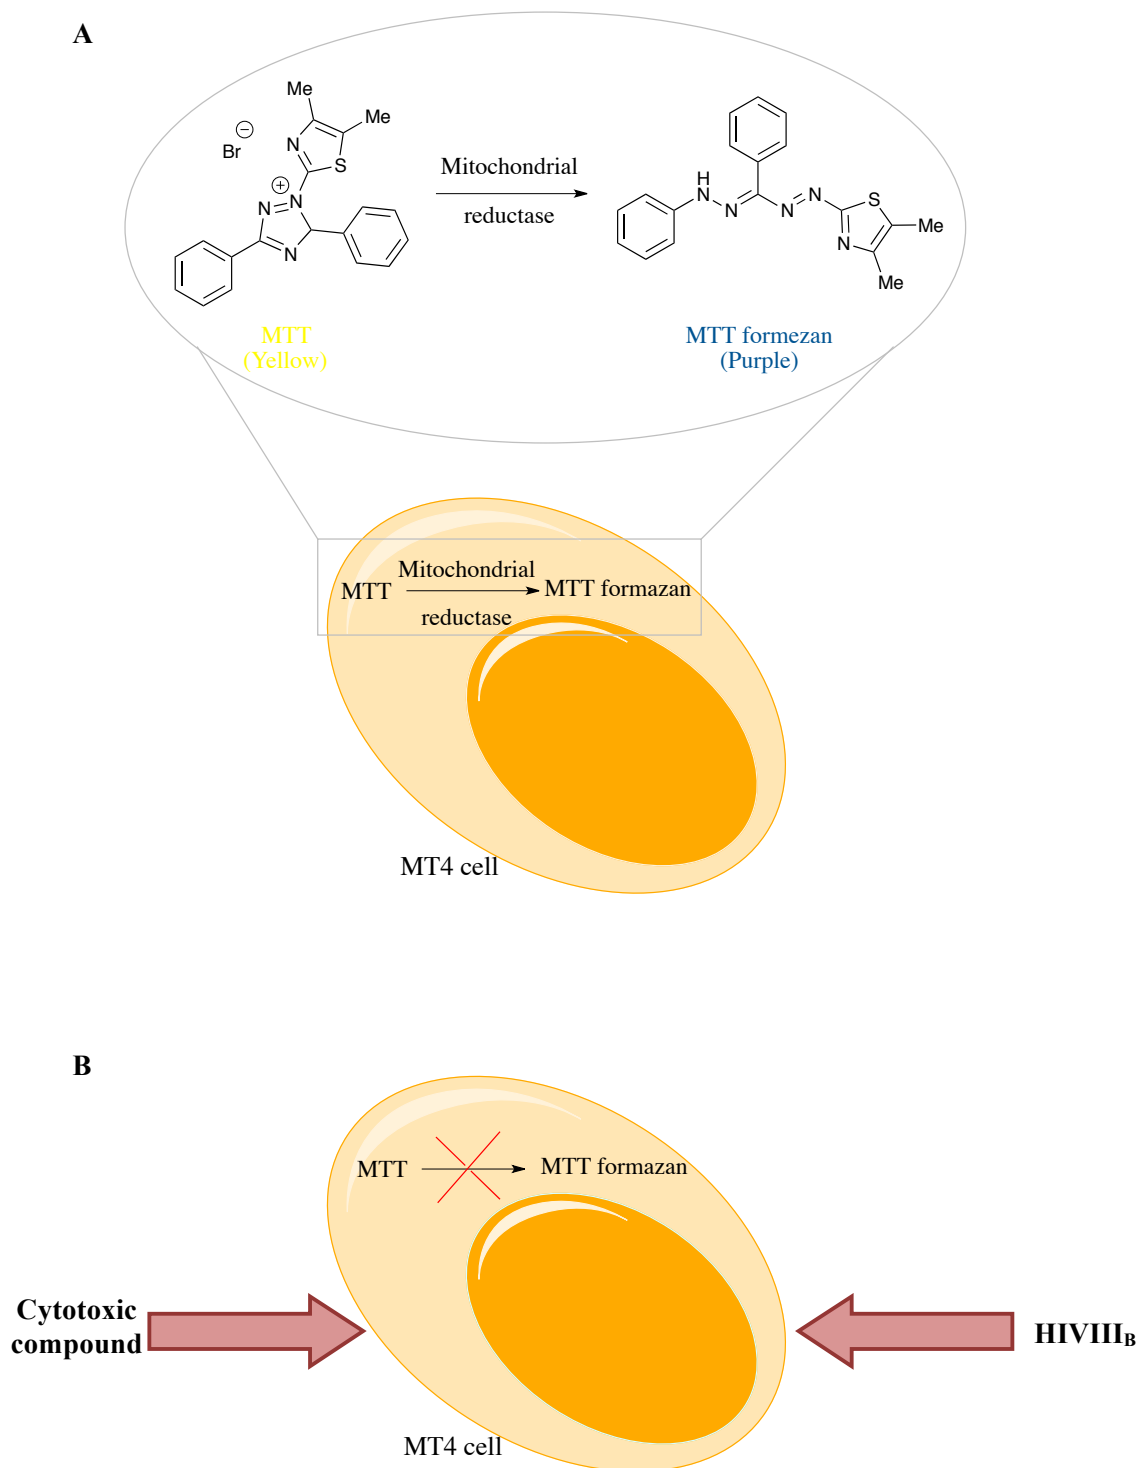 A
Me
Me
N
S
Br
−
+
N
N
N
Mitochondrial
reductase
H
N
N
N
N
S
N
Me
Me
MTT
(Yellow)
MTT formezan
(Purple)
Mitochondrial
MTT
MTT formazan
reductase
MT4 cell
B
MTT
MTT formazan
Cytotoxic
compound
HIVIIIB
MT4 cell